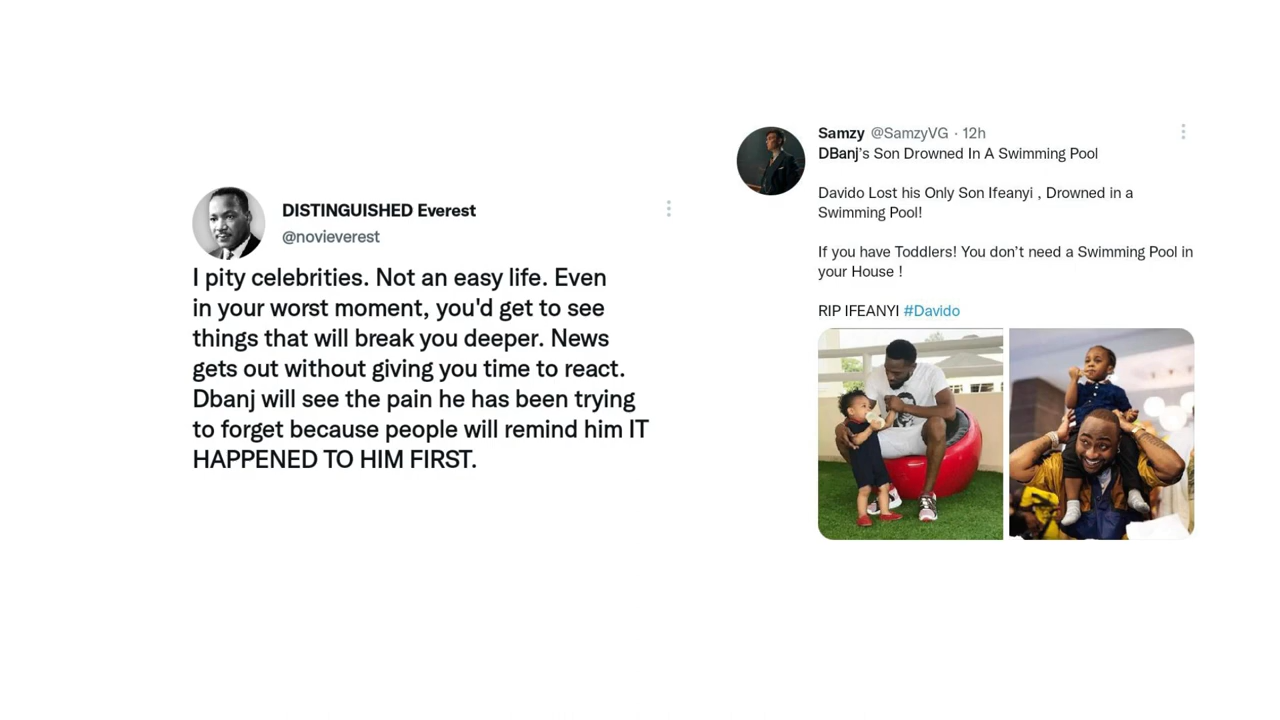 DISTINGUISHED Everest
@novieverest
I pity celebrities. Not an easy life. Even
in your worst moment, you'd get to see
things that will break you deeper. News
gets out without giving you time to react.
Dbanj will see the pain he has been trying
to forget because people will remind him IT
HAPPENED TO HIM FIRST.
Samzy @SamzyVG · 12h
DBanj's Son Drowned In A Swimming Pool
Davido Lost his Only Son Ifeanyi , Drowned in a
Swimming Pool!
If you have Toddlers! You don't need a Swimming Pool in
your House !
RIP IFEANYI #Davido